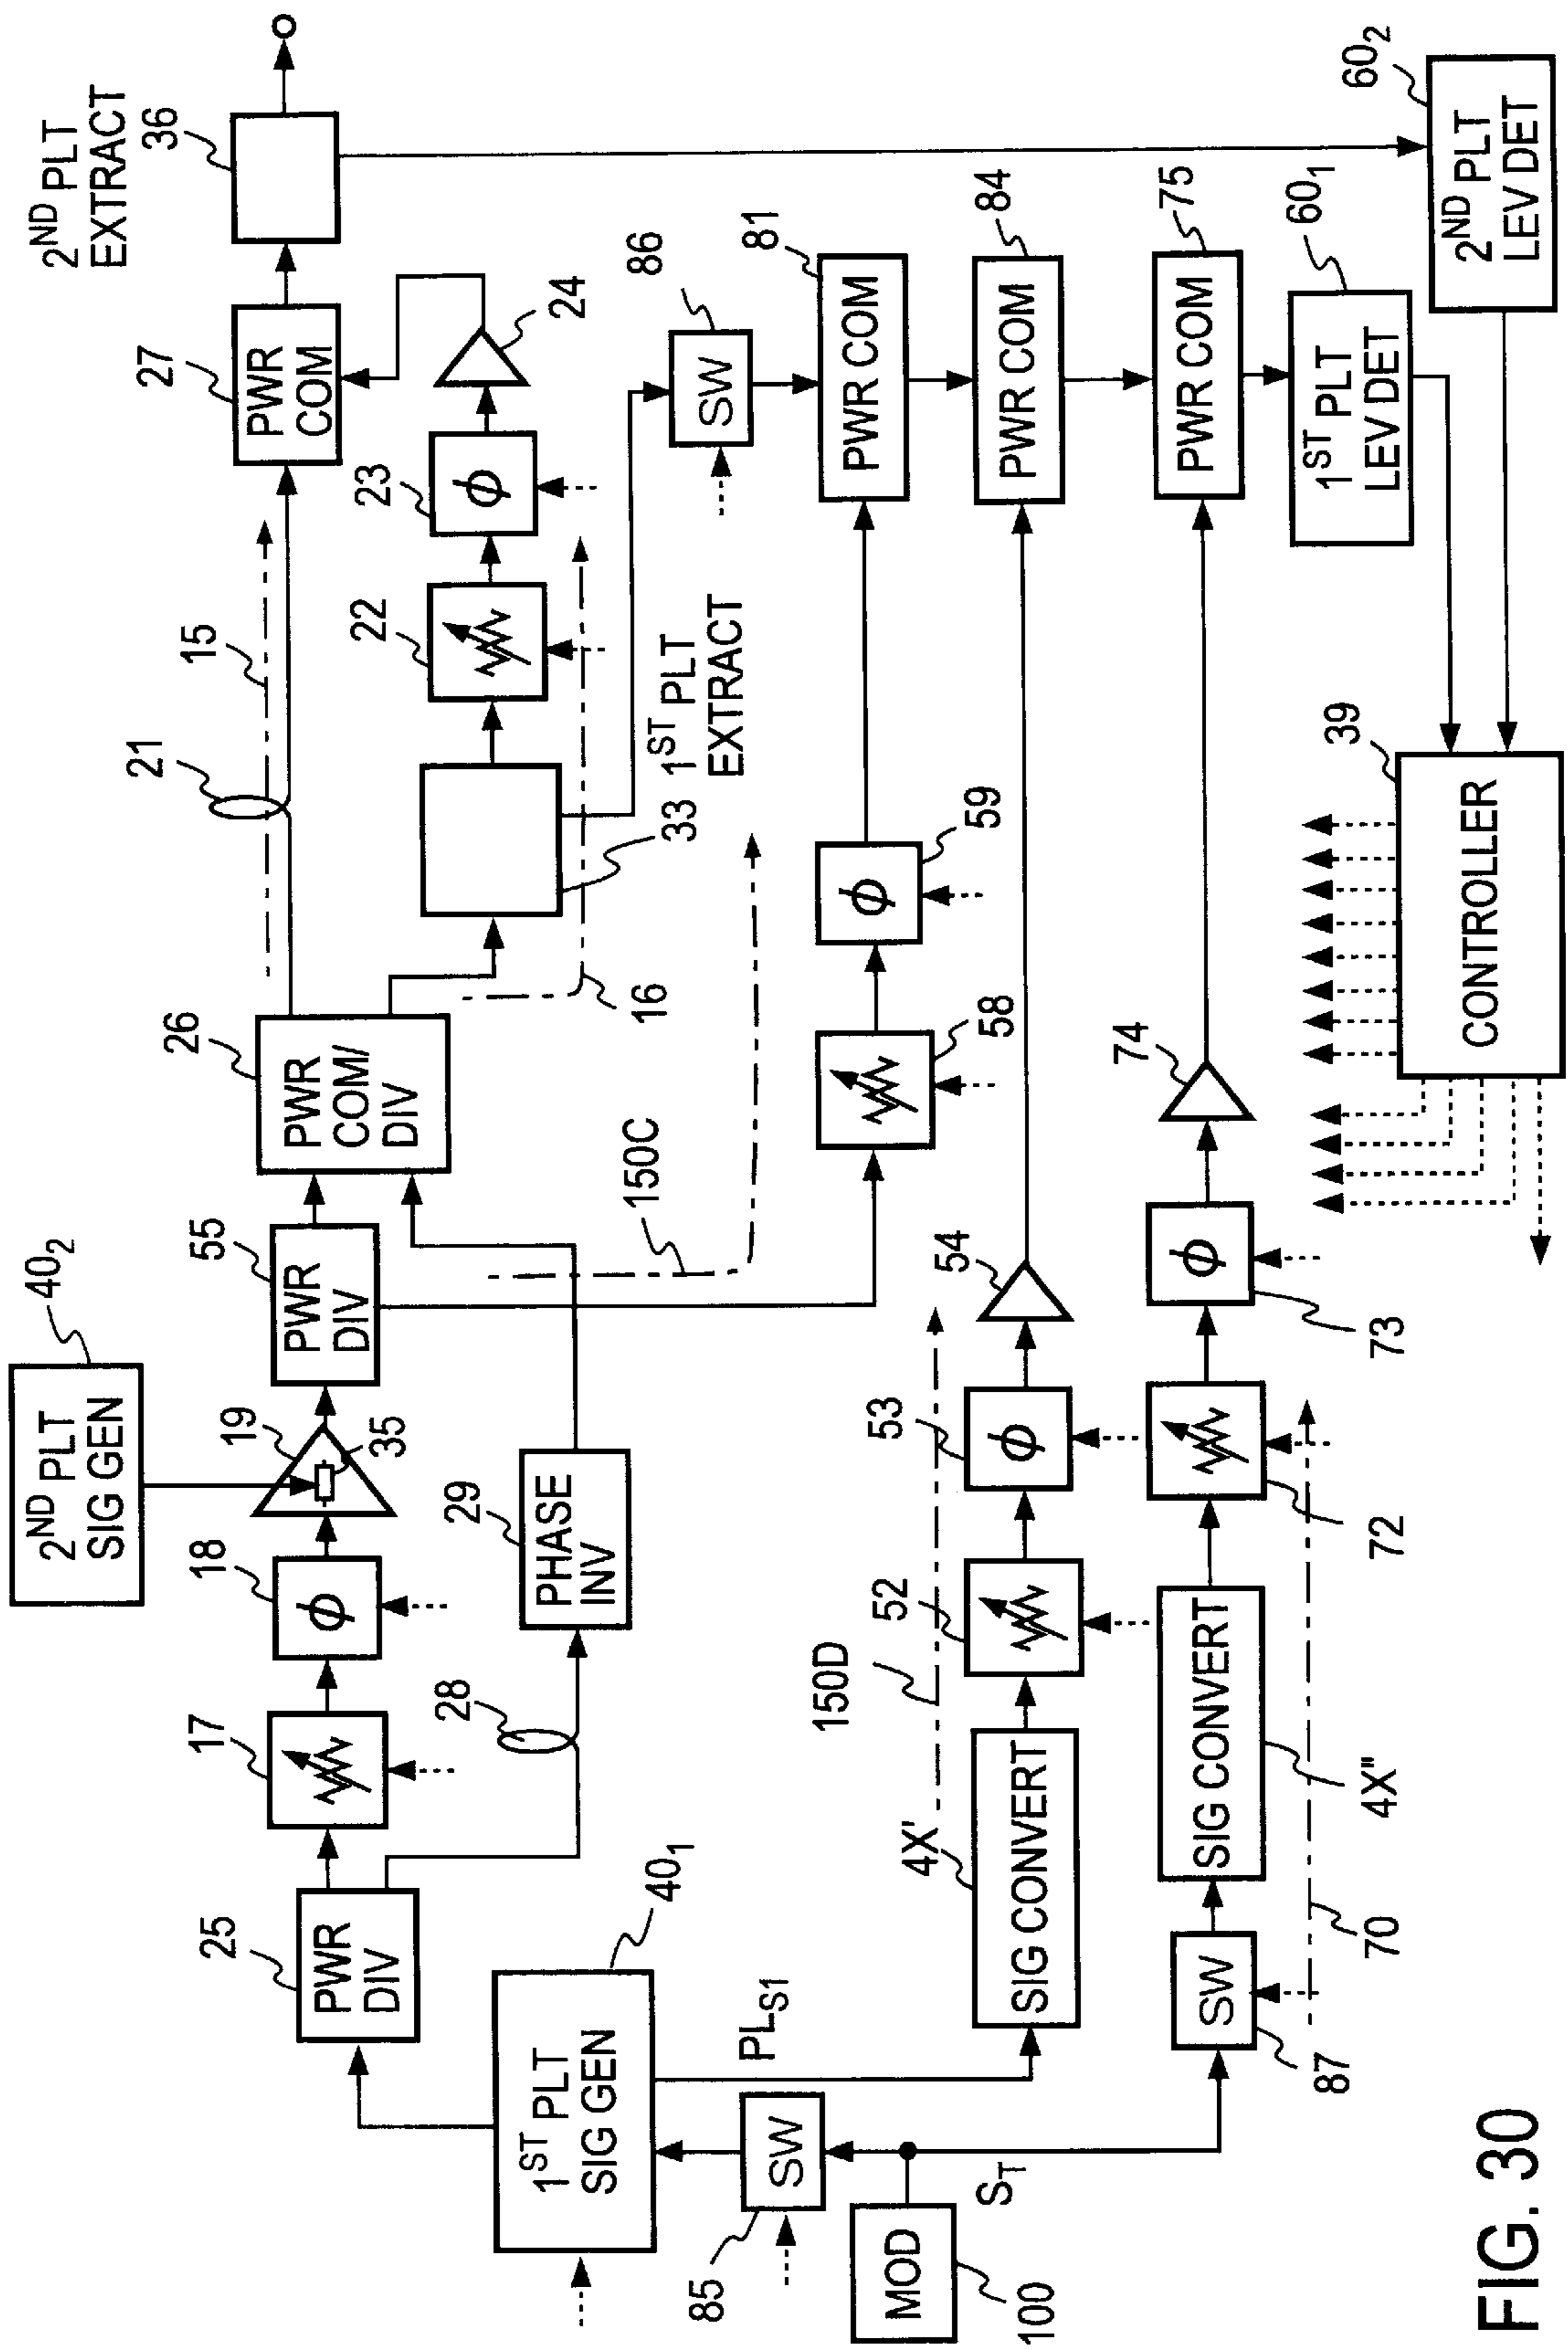 40₂
2ND PLT
SIG GEN
2ND PLT
EXTRACT
36
25
PWR
DIV
17
18
ϕ
19
35
55
PWR
DIV
26
PWR
COM/
DIV
21
15
27
PWR
COM
28
29
PHASE
INV
33
1ST PLT
EXTRACT
16
22
23
ϕ
24
86
SW
150C
40₁
1ST PLT
SIG GEN
PLS1
85
SW
MOD
100
ST
58
59
ϕ
81
PWR COM
4X'
SIG CONVERT
150D
52
53
ϕ
54
84
PWR COM
87
SW
70
SIG CONVERT
4X"
72
73
ϕ
74
75
PWR COM
60₁
1ST PLT
LEV DET
60₂
2ND PLT
LEV DET
39
CONTROLLER
FIG. 30